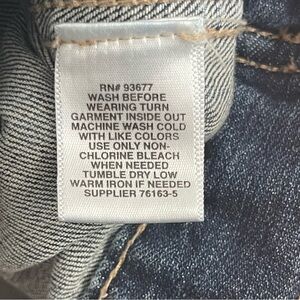 RN# 93677
WASH BEFORE
WEARING TURN
GARMENT INSIDE OUT
MACHINE WASH COLD
WITH LIKE COLORS
USE ONLY NON-
CHLORINE BLEACH
WHEN NEEDED
TUMBLE DRY LOW
WARM IRON IF NEEDED
SUPPLIER 76163-5